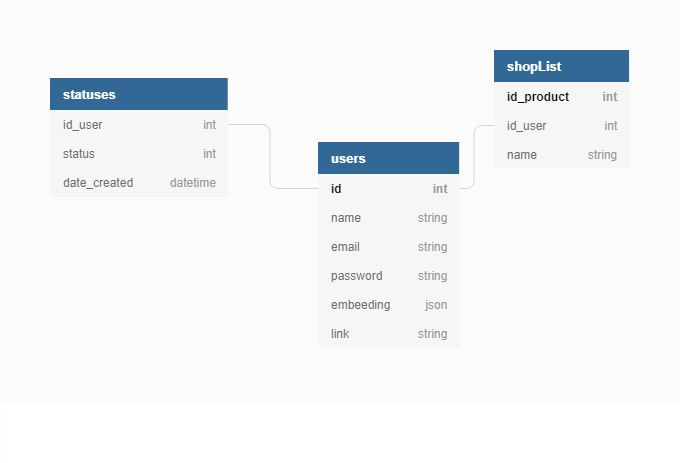 statuses
id_user int
status int
date_created datetime
users
id int
name string
email string
password string
embeeding json
link string
shopList
id_product int
id_user int
name string